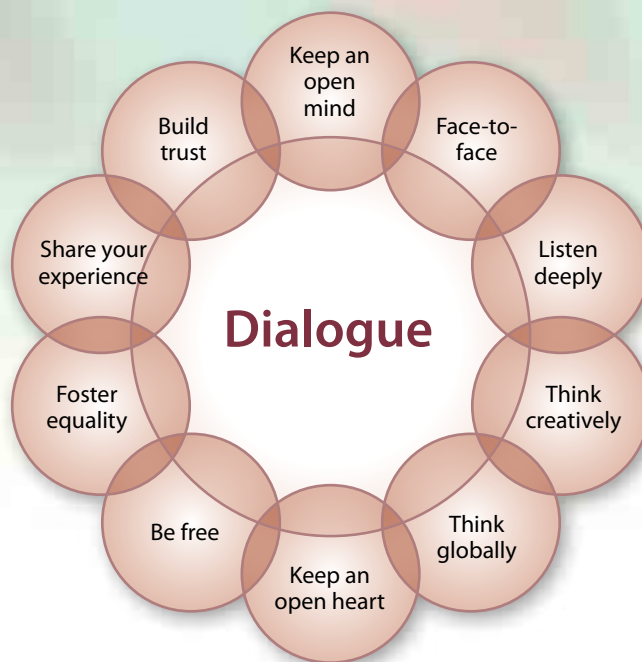 Keep an
open
mind
Face-to-
face
Listen
deeply
Think
creatively
Think
globally
Keep an
open heart
Be free
Foster
equality
Share your
experience
Build
trust
Dialogue